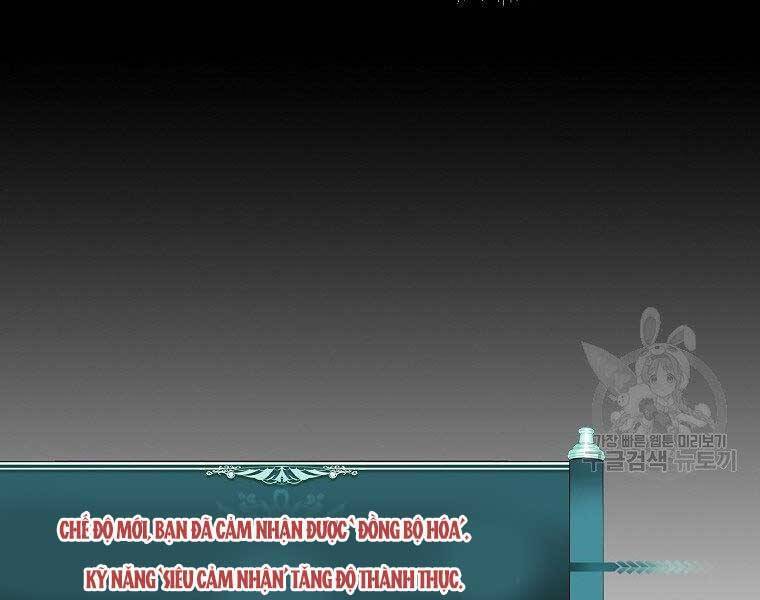 가장 빠른 웹툰 미리보기
구글검색 뉴토끼
CHẾ ĐỘ MỚI, BẠN ĐÃ CẢM NHẬN ĐƯỢC `ĐỒNG BỘ HÓA´.
KỸ NĂNG `SIÊU CẢM NHẬN´ TĂNG ĐỘ THÀNH THỤC.